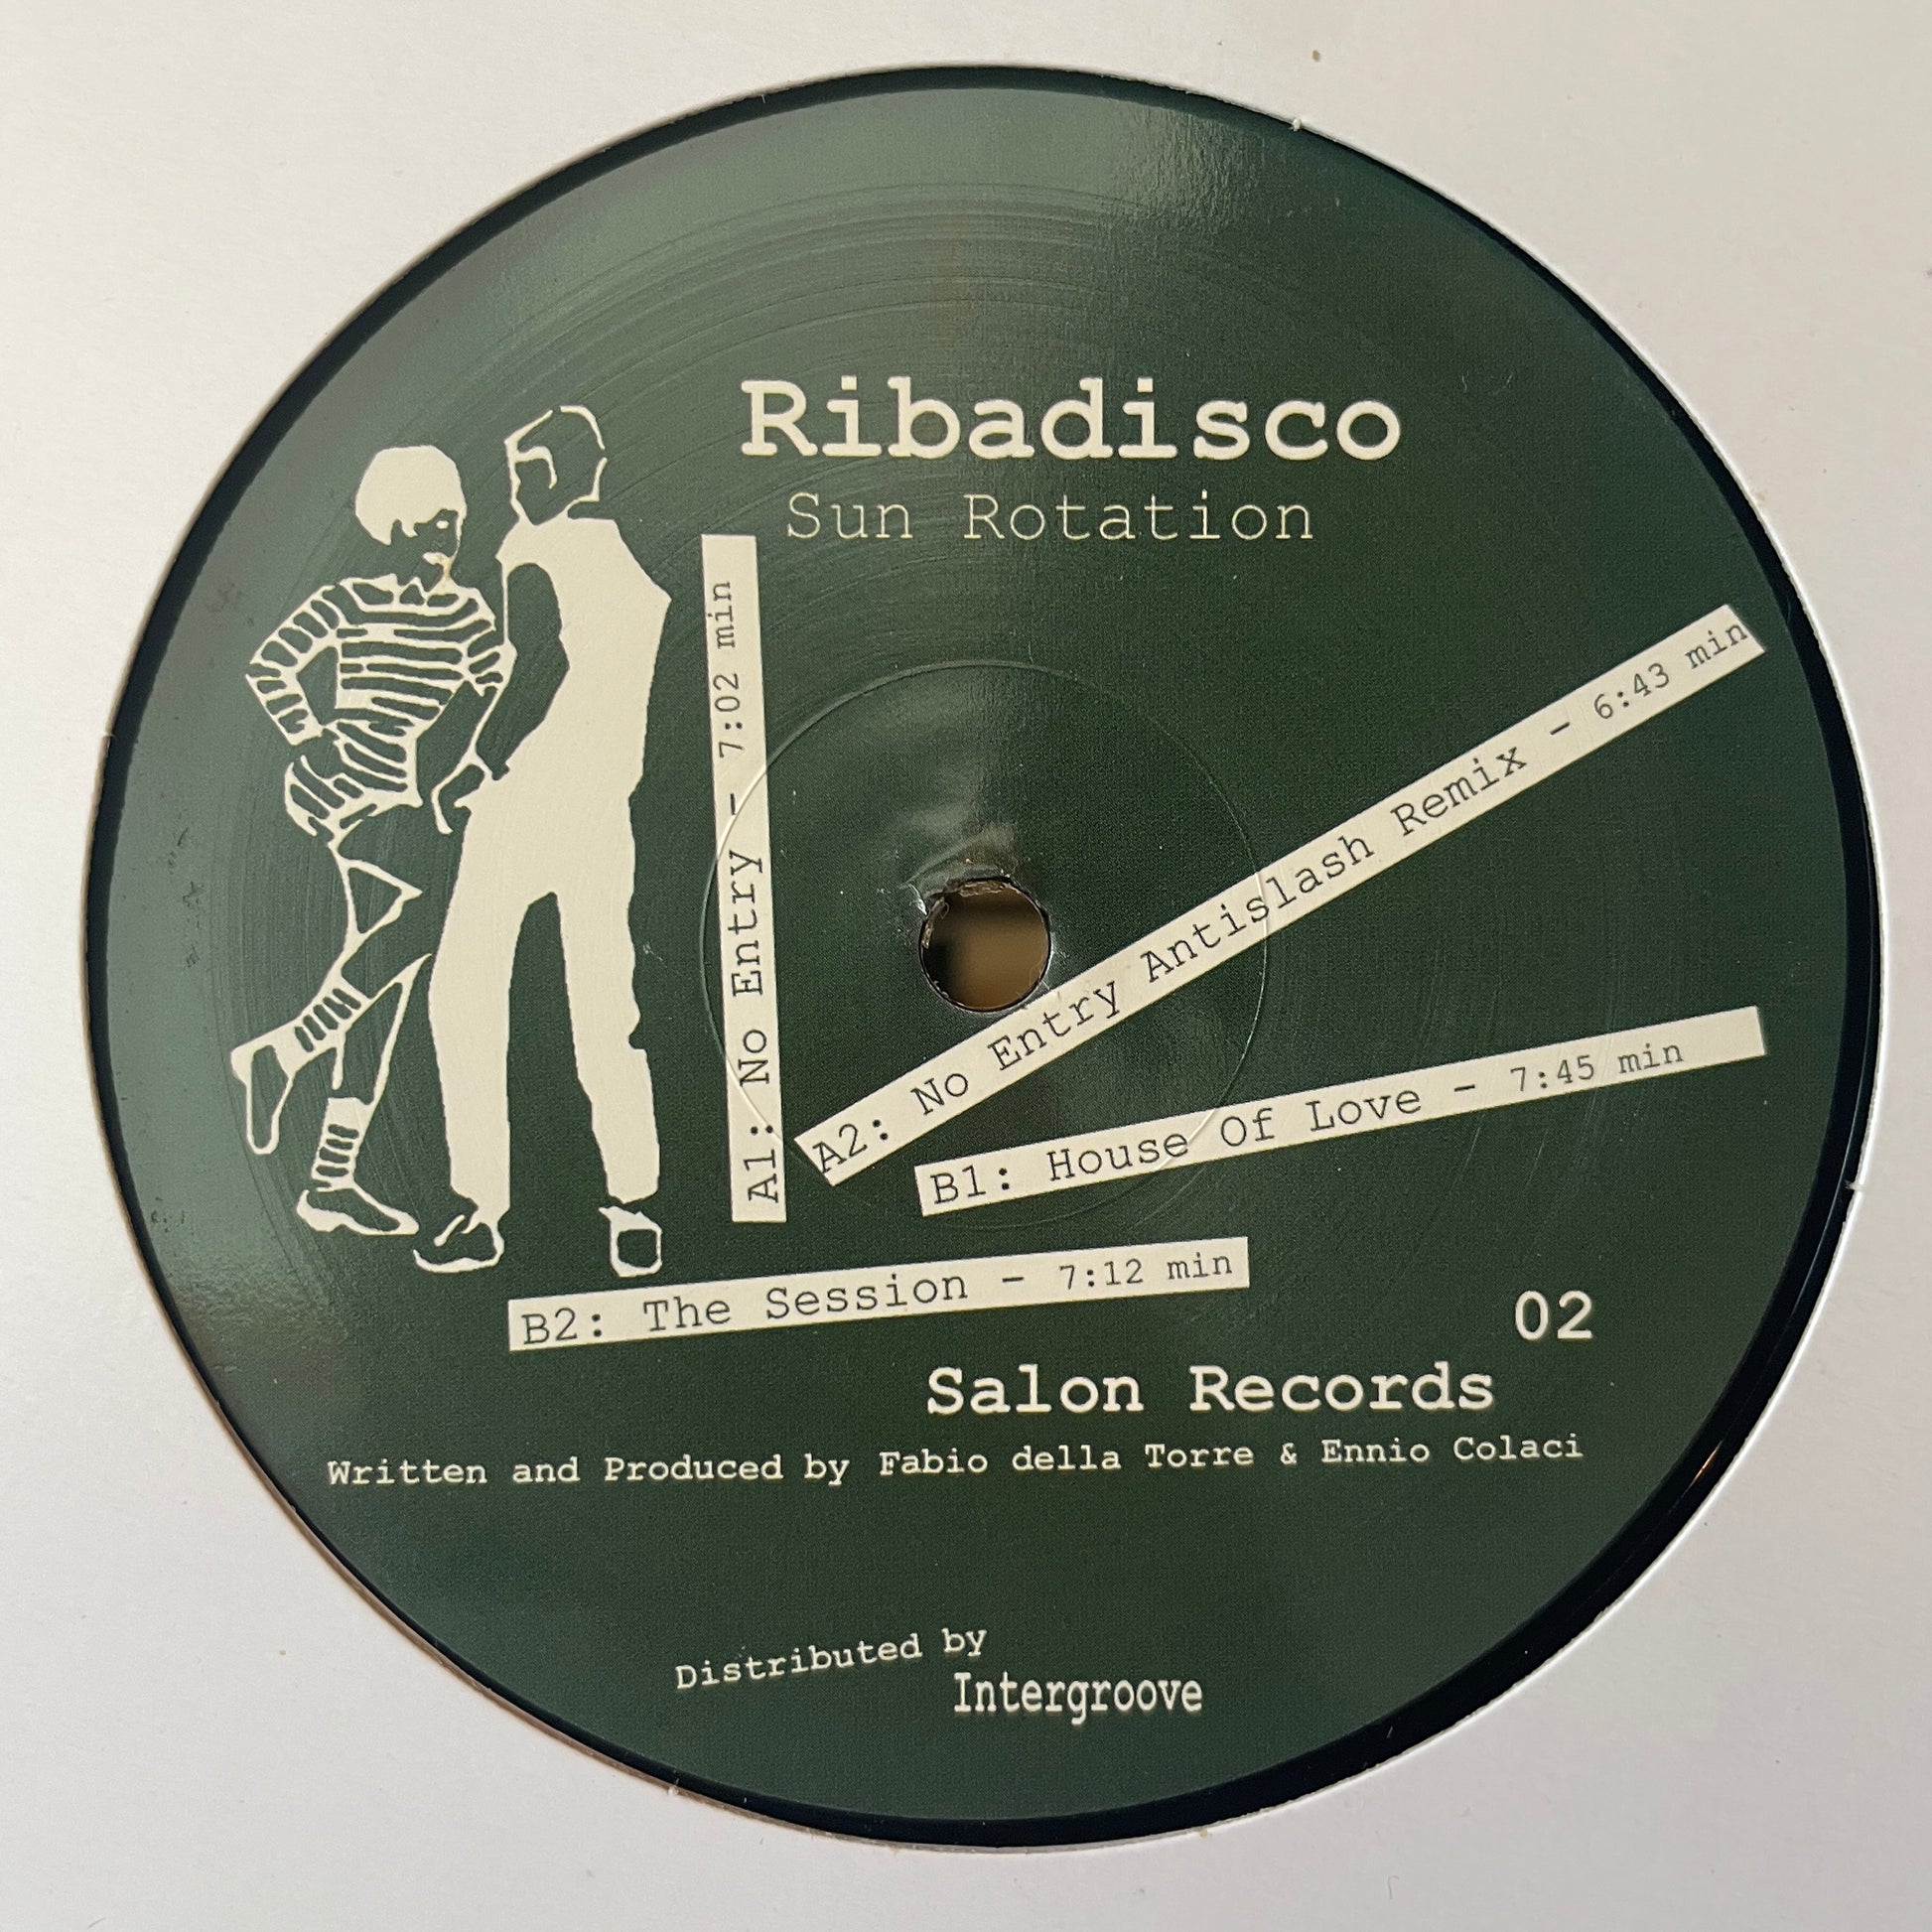 Ribadisco
Sun Rotation
A1: No Entry - 7:02 min
A2: No Entry Antislash Remix - 6:43 min
B1: House Of Love - 7:45 min
B2: The Session - 7:12 min
02
Salon Records
Written and Produced by Fabio della Torre & Ennio Colaci
Distributed by
Intergroove